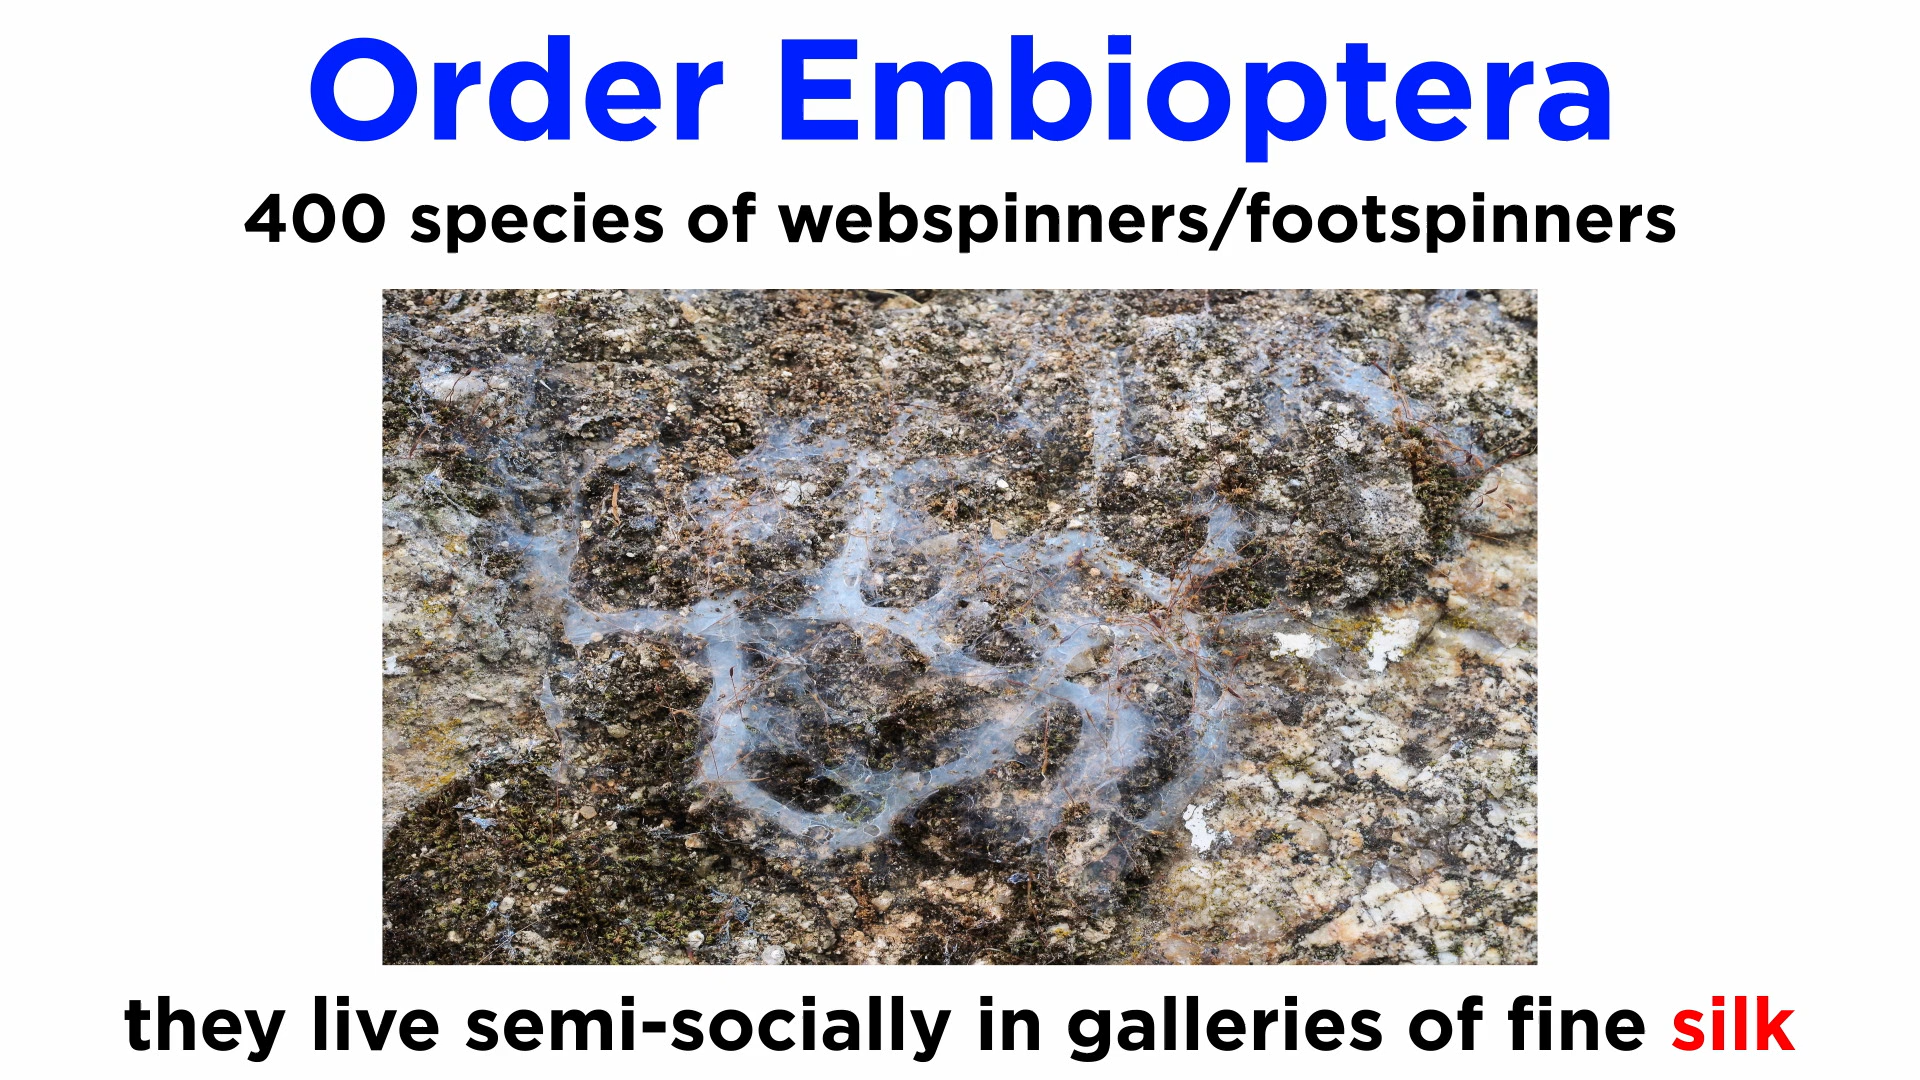 Order Embioptera
400 species of webspinners/footspinners
they live semi-socially in galleries of fine silk